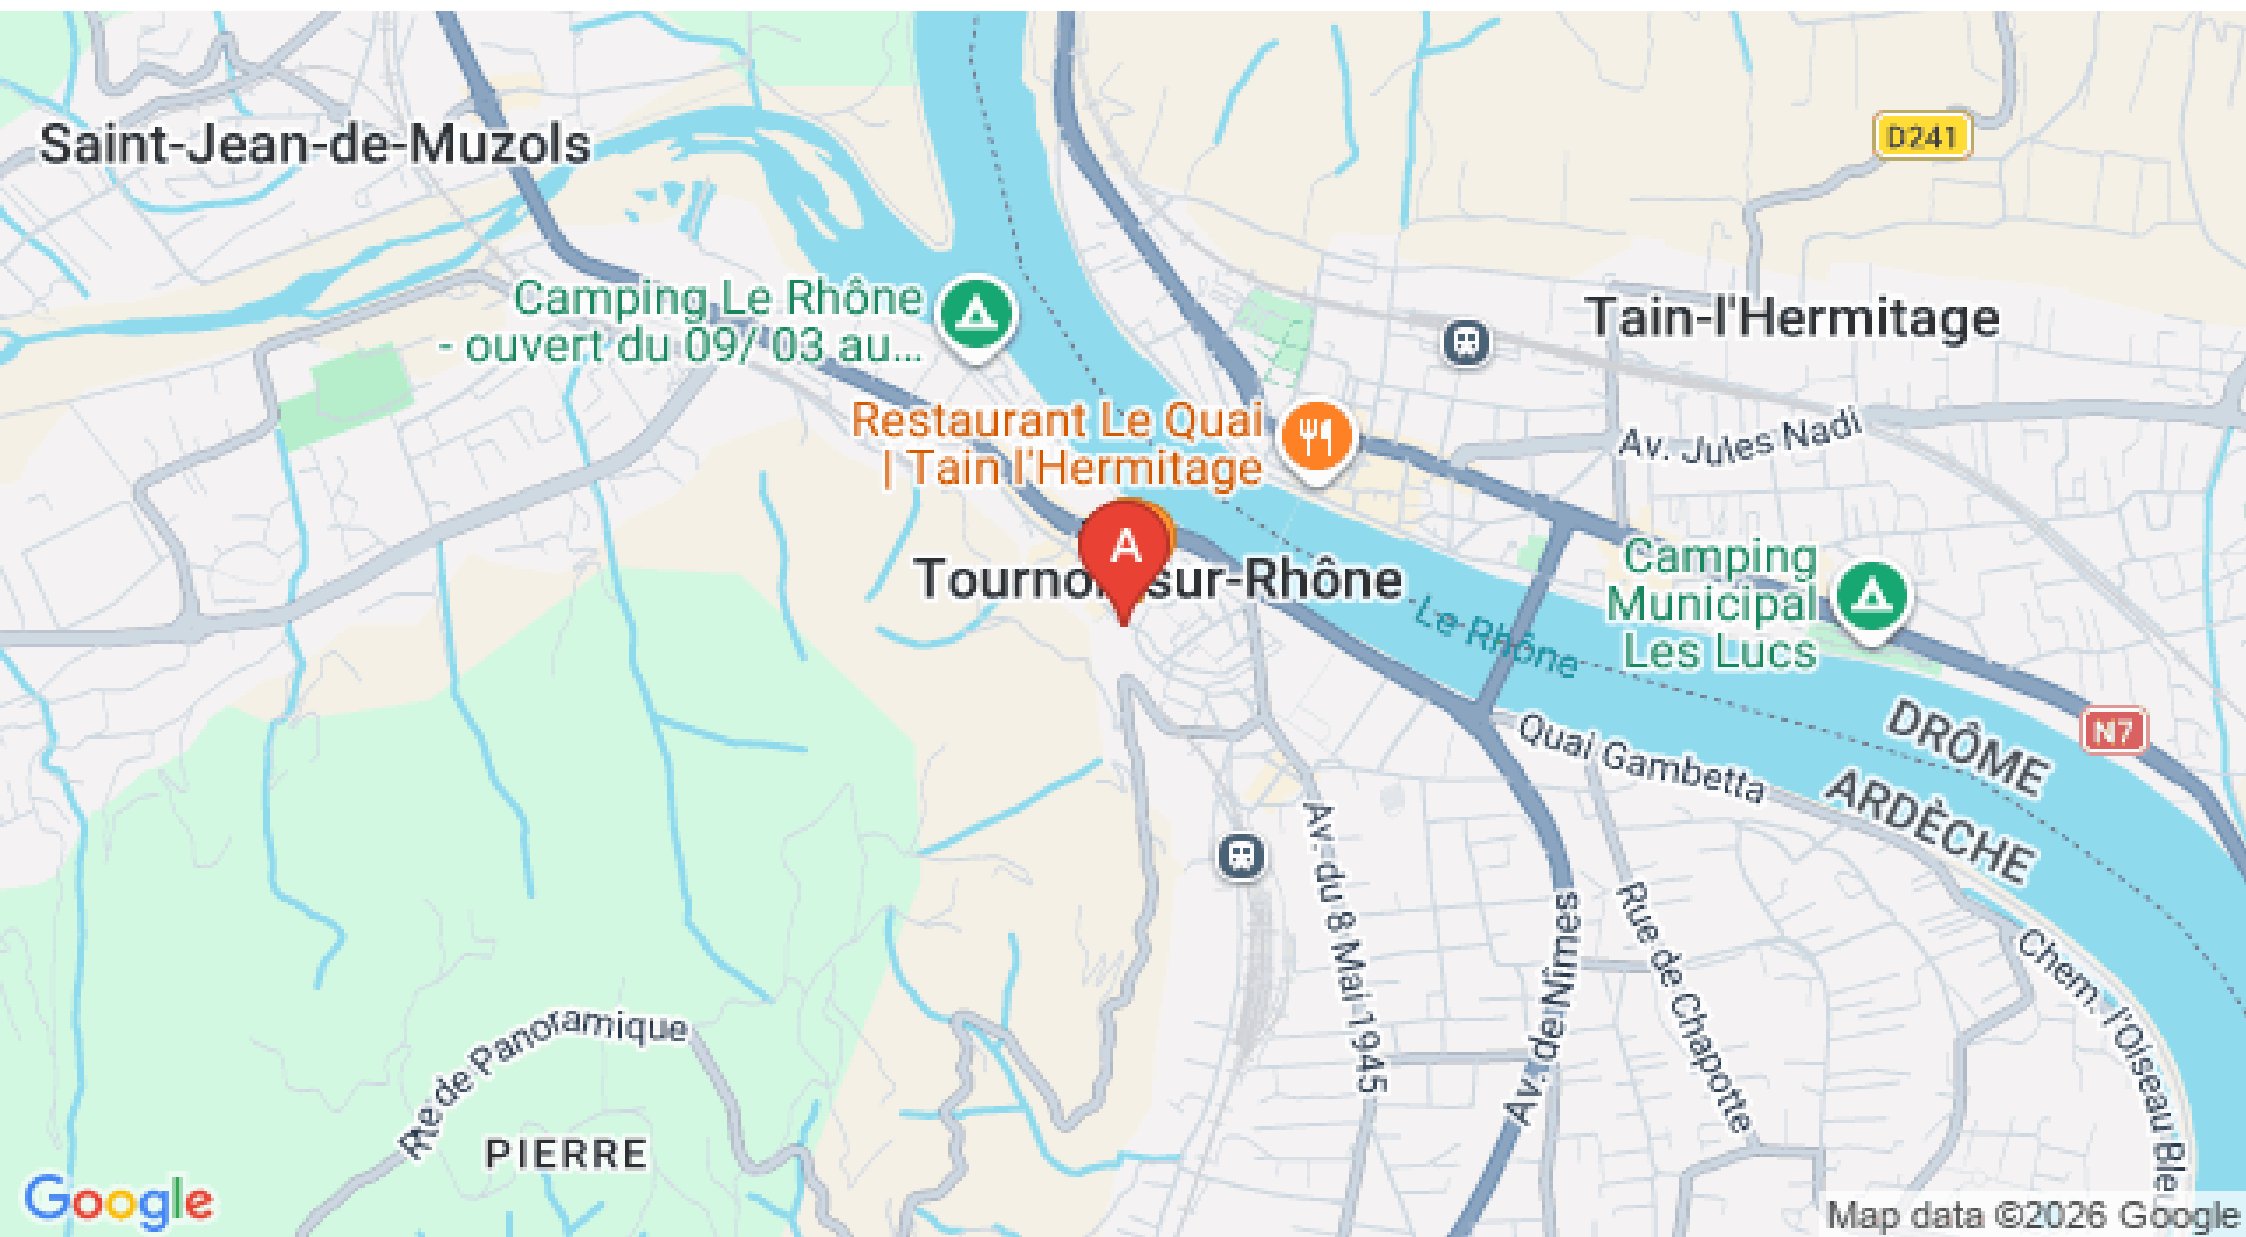 D241
Saint-Jean-de-Muzols
Camping Le Rhône
- ouvert du 09/ 03 au...
Tain-l'Hermitage
Restaurant Le Quai
| Tain l'Hermitage
Av. Jules Nadi
A
Tournon-sur-Rhône
Camping
Municipal
Les Lucs
Le Rhône
N7
DRÔME
ARDÈCHE
Quai Gambetta
Av. du 8 Mai 1945
Av. de Nîmes
Rue de Chapotte
Chem. l'Oiseau Bleu
Rte de Panoramique
PIERRE
Google
Map data ©2026 Google